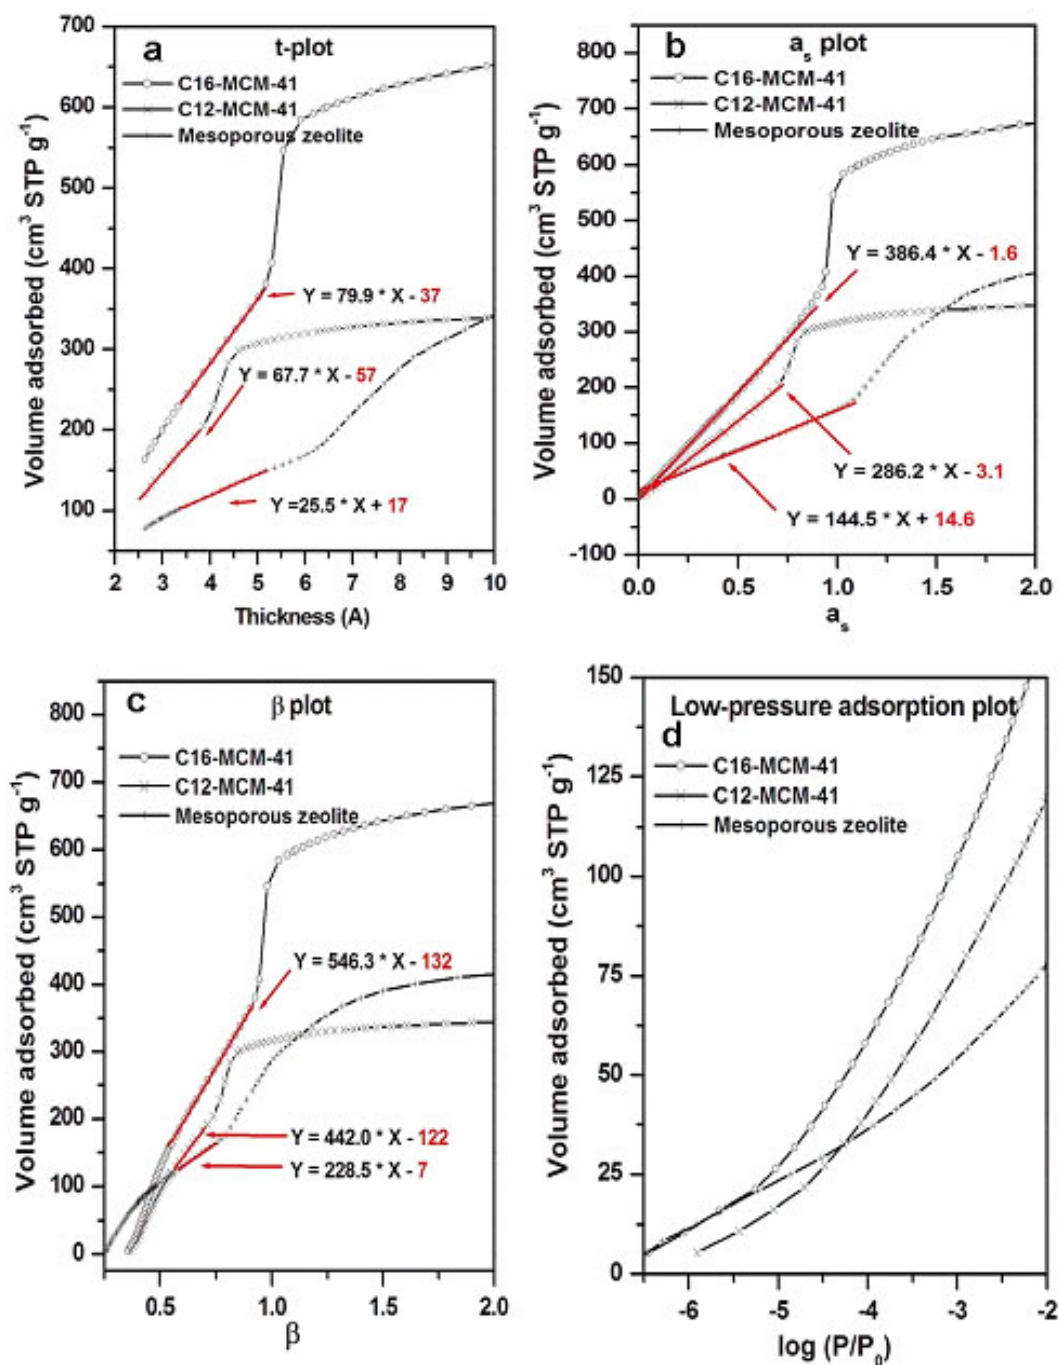 a
t-plot
C16-MCM-41
C12-MCM-41
Mesoporous zeolite
Y = 79.9 * X - 37
Y = 67.7 * X - 57
Y =25.5 * X + 17
700
600
500
400
300
200
100
2 3 4 5 6 7 8 9 10
Volume adsorbed (cm³ STP g⁻¹)
Thickness (A)
b
aₛ plot
C16-MCM-41
C12-MCM-41
Mesoporous zeolite
Y = 386.4 * X - 1.6
Y = 286.2 * X - 3.1
Y = 144.5 * X + 14.6
800
700
600
500
400
300
200
100
0
-100
0.0 0.5 1.0 1.5 2.0
Volume adsorbed (cm³ STP g⁻¹)
aₛ
c
β plot
C16-MCM-41
C12-MCM-41
Mesoporous zeolite
Y = 546.3 * X - 132
Y = 442.0 * X - 122
Y = 228.5 * X - 7
800
700
600
500
400
300
200
100
0
0.5 1.0 1.5 2.0
Volume adsorbed (cm³ STP g⁻¹)
β
Low-pressure adsorption plot
d
C16-MCM-41
C12-MCM-41
Mesoporous zeolite
150
125
100
75
50
25
0
-6 -5 -4 -3 -2
Volume adsorbed (cm³ STP g⁻¹)
log (P/P₀)